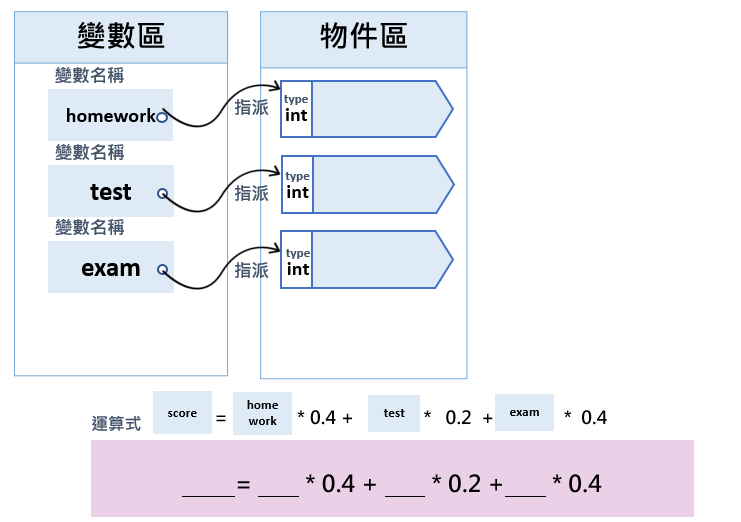 變數區
物件區
變數名稱
homework
指派
type
int
變數名稱
test
指派
type
int
變數名稱
exam
指派
type
int
運算式 score = home work * 0.4 + test * 0.2 + exam * 0.4
____ = ____ * 0.4 + ____ * 0.2 + ____ * 0.4